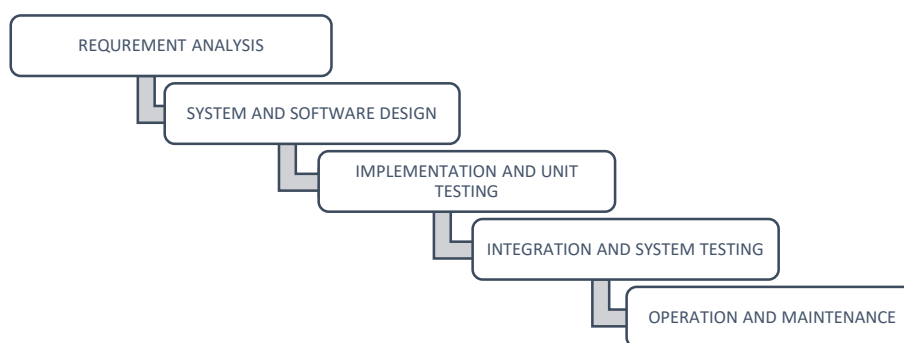 REQUREMENT ANALYSIS
SYSTEM AND SOFTWARE DESIGN
IMPLEMENTATION AND UNIT
TESTING
INTEGRATION AND SYSTEM TESTING
OPERATION AND MAINTENANCE